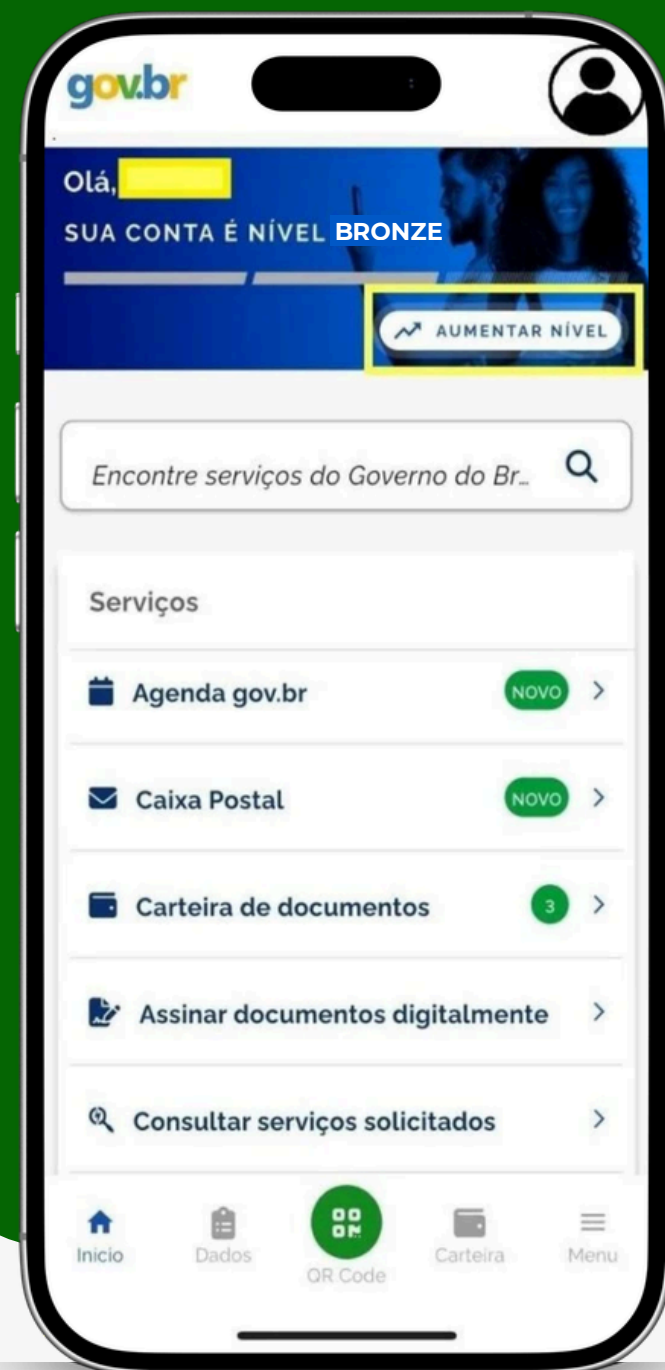 gov.br
Olá,
SUA CONTA É NÍVEL BRONZE
AUMENTAR NÍVEL
Encontre serviços do Governo do Br...
Serviços
Agenda gov.br NOVO
Caixa Postal NOVO
Carteira de documentos 3
Assinar documentos digitalmente
Consultar serviços solicitados
Inicio Dados QR Code Carteira Menu